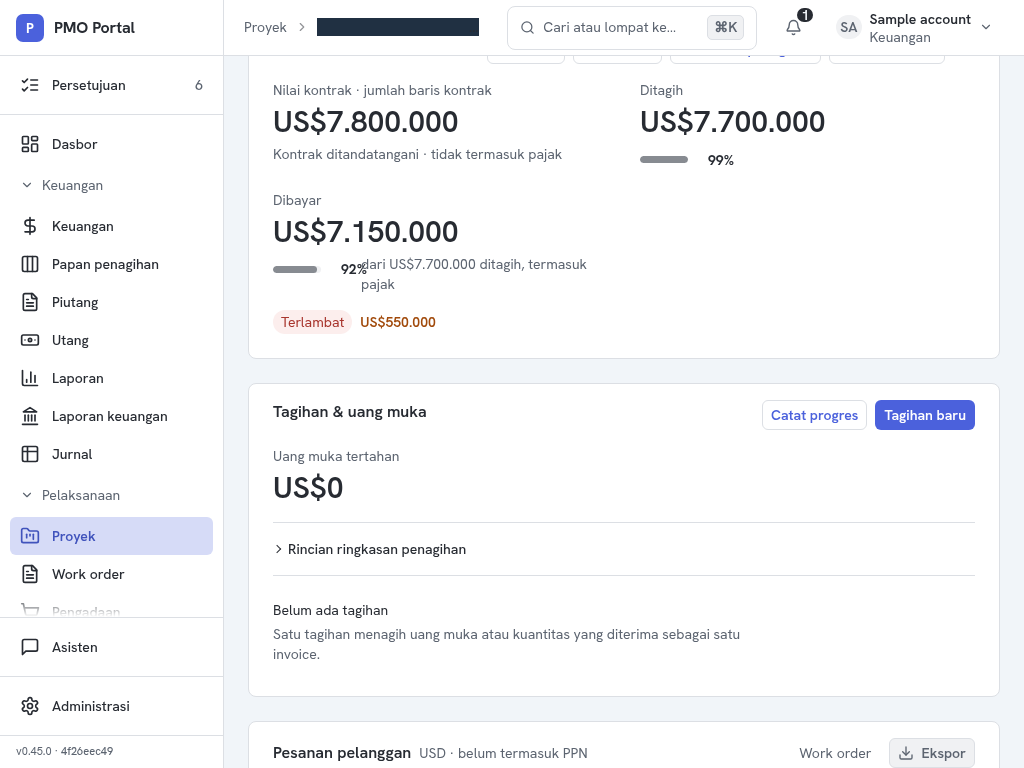 P PMO Portal
Proyek
Cari atau lompat ke...
⌘K
1
SA
Sample account
Keuangan
Persetujuan 6
Dasbor
Keuangan
Keuangan
Papan penagihan
Piutang
Utang
Laporan
Laporan keuangan
Jurnal
Pelaksanaan
Proyek
Work order
Pengadaan
Asisten
Administrasi
v0.45.0 · 4f26eec49
Nilai kontrak · jumlah baris kontrak
US$7.800.000
Kontrak ditandatangani · tidak termasuk pajak
Ditagih
US$7.700.000
99%
Dibayar
US$7.150.000
92%
dari US$7.700.000 ditagih, termasuk
pajak
Terlambat US$550.000
Tagihan & uang muka
Catat progres
Tagihan baru
Uang muka tertahan
US$0
Rincian ringkasan penagihan
Belum ada tagihan
Satu tagihan menagih uang muka atau kuantitas yang diterima sebagai satu
invoice.
Pesanan pelanggan USD · belum termasuk PPN
Work order
Ekspor